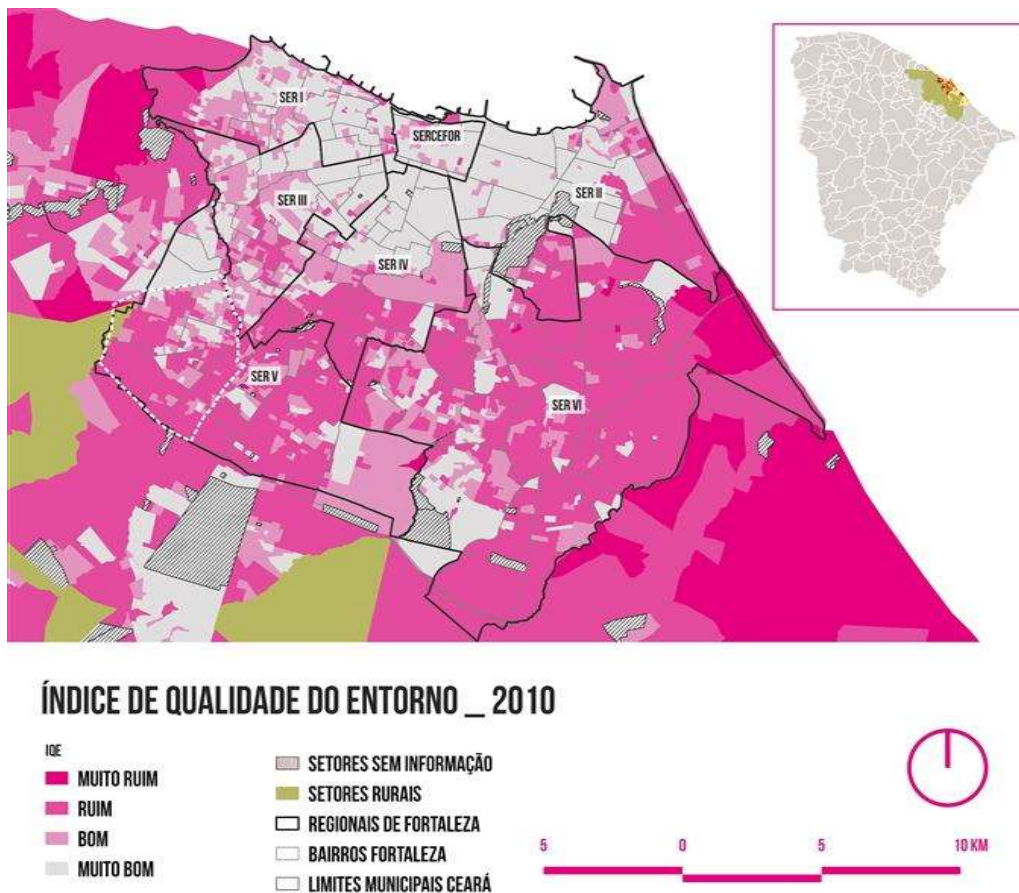 SER I
SERCEFOR
SER III
SER II
SER IV
SER V
SER VI
ÍNDICE DE QUALIDADE DO ENTORNO _ 2010
IQE
MUITO RUIM
RUIM
BOM
MUITO BOM
SETORES SEM INFORMAÇÃO
SETORES RURAIS
REGIONAIS DE FORTALEZA
BAIRROS FORTALEZA
LIMITES MUNICIPAIS CEARÁ
5 0 5 10 KM